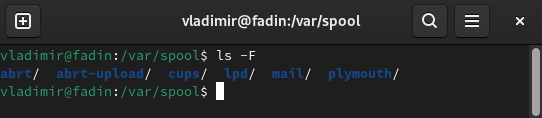 vladimir@fadin:/var/spool
vladimir@fadin:/var/spool$ ls -F
abrt/  abrt-upload/  cups/  lpd/  mail/  plymouth/
vladimir@fadin:/var/spool$